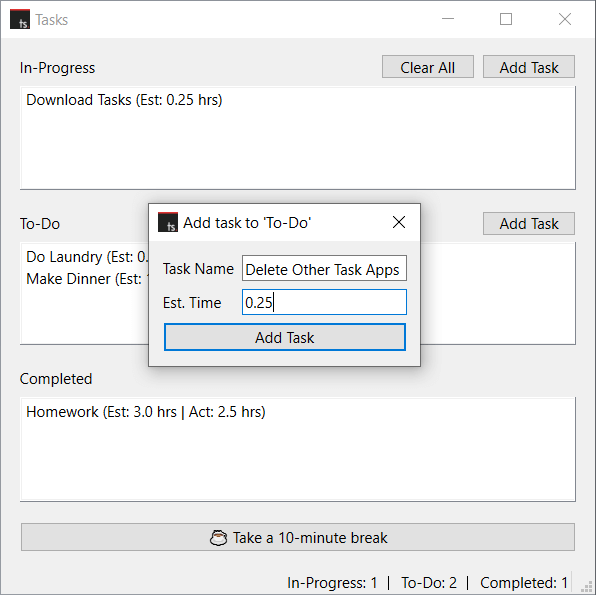 ts Tasks
In-Progress
Clear All
Add Task
Download Tasks (Est: 0.25 hrs)
To-Do
Add Task
Do Laundry (Est: 0.
Make Dinner (Est:
ts Add task to 'To-Do'
Task Name
Delete Other Task Apps
Est. Time
0.25
Add Task
Completed
Homework (Est: 3.0 hrs | Act: 2.5 hrs)
Take a 10-minute break
In-Progress: 1 | To-Do: 2 | Completed: 1